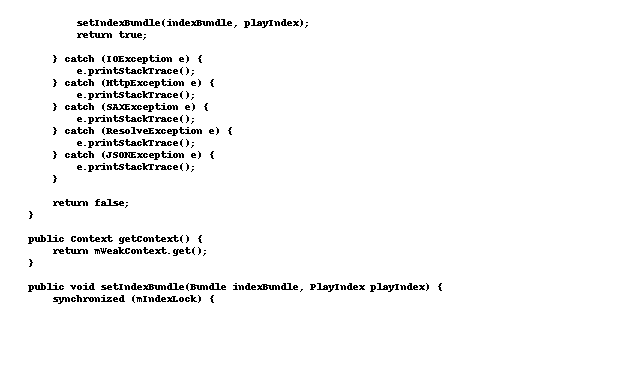 setIndexBundle(indexBundle, playIndex);
return true;
} catch (IOException e) {
e.printStackTrace();
} catch (HttpException e) {
e.printStackTrace();
} catch (SAXException e) {
e.printStackTrace();
} catch (ResolveException e) {
e.printStackTrace();
} catch (JSONException e) {
e.printStackTrace();
}
return false;
}
public Context getContext() {
return mWeakContext.get();
}
public void setIndexBundle(Bundle indexBundle, PlayIndex playIndex) {
synchronized (mIndexLock) {